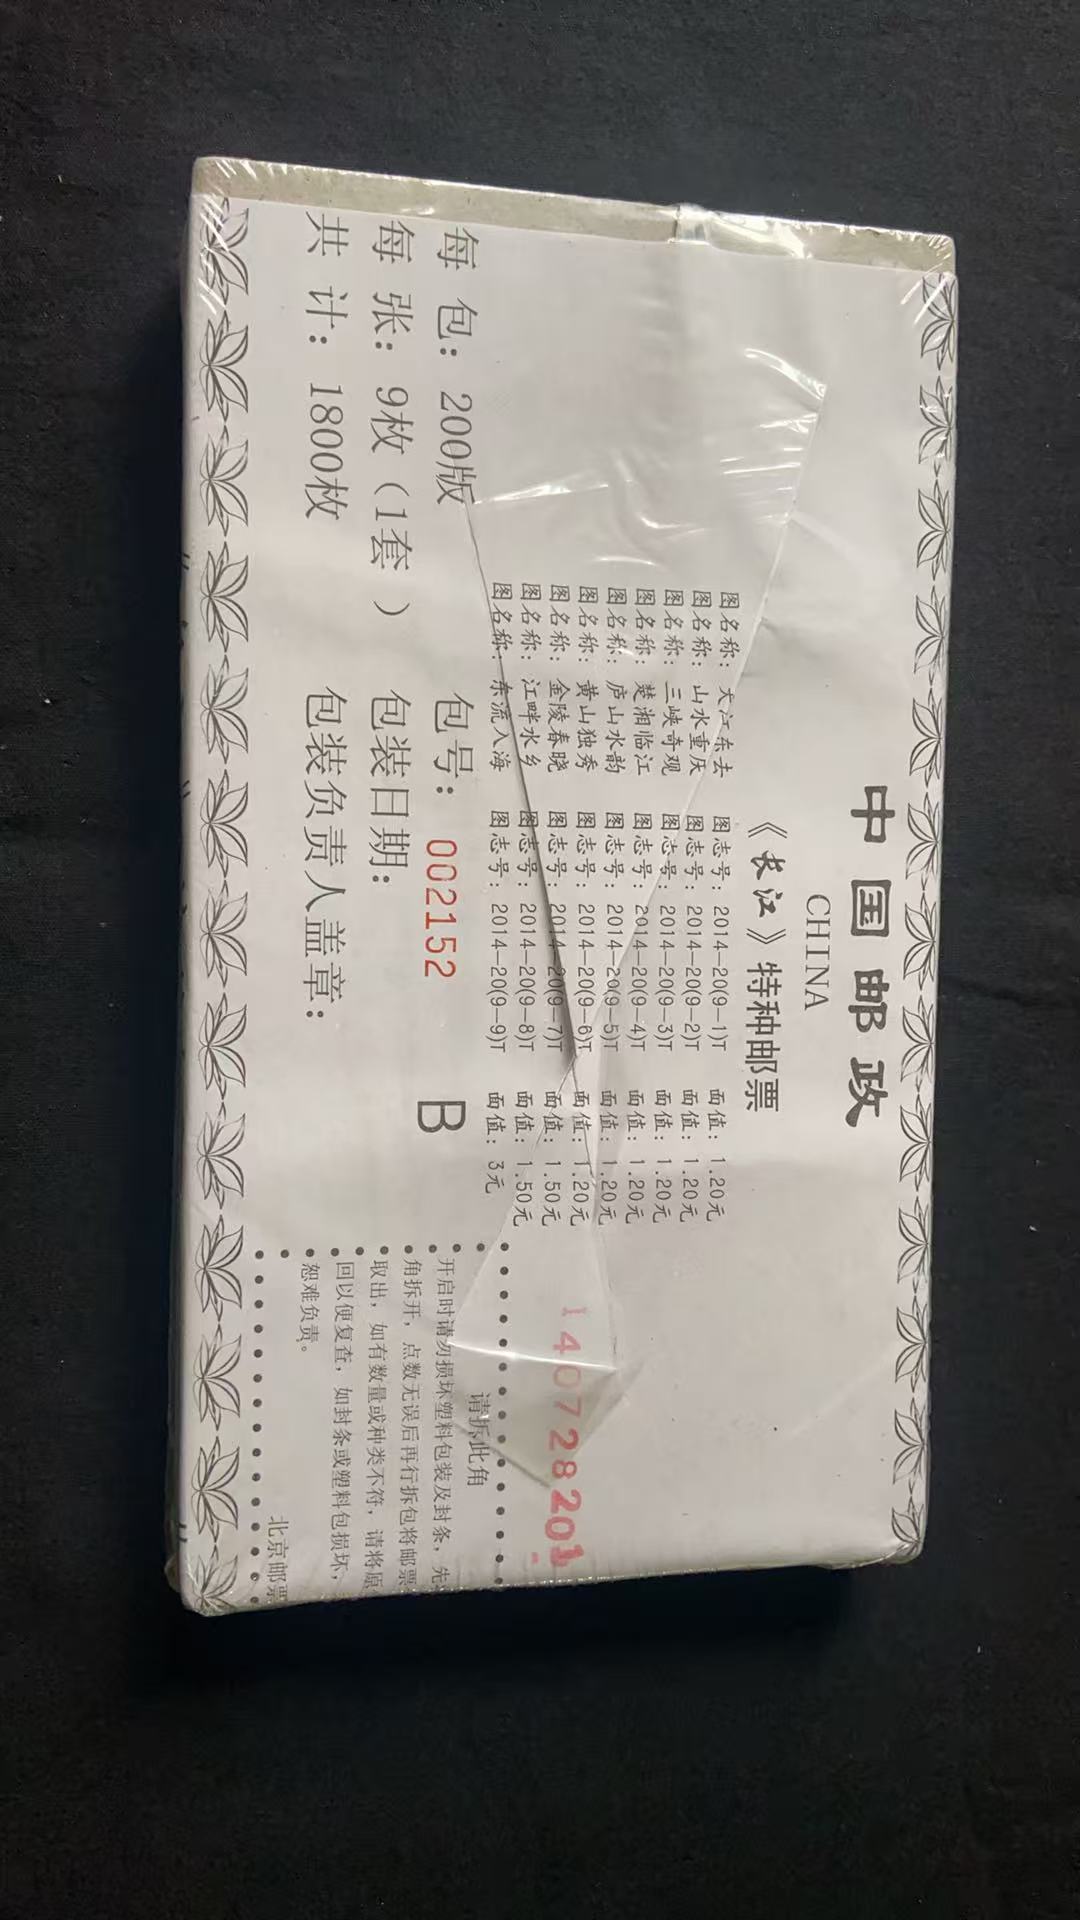 中国邮政
CHINA
《长江》特种邮票
图名称：大江东去 图志号：2014-20(9-1)T 面值：1.20元
图名称：山水重庆 图志号：2014-20(9-2)T 面值：1.20元
图名称：三峡奇观 图志号：2014-20(9-3)T 面值：1.20元
图名称：楚湘临江 图志号：2014-20(9-4)T 面值：1.20元
图名称：庐山水韵 图志号：2014-20(9-5)T 面值：1.20元
图名称：黄山独秀 图志号：2014-20(9-6)T 面值：1.20元
图名称：金陵春晓 图志号：2014-20(9-7)T 面值：1.50元
图名称：江畔水乡 图志号：2014-20(9-8)T 面值：1.50元
图名称：东流入海 图志号：2014-20(9-9)T 面值：3元
140728201
每 包：200版 包号：002152 B
每 张：9枚（1套 ） 包装日期：
共 计：1800枚 包装负责人盖章：
请拆此角
开启时请勿损坏塑料包装及封条，先
角拆开，点数无误后再行拆包将邮票
取出，如有数量或种类不符，请将原
回以便复查，如封条或塑料包损坏，
恕难负责。
北京邮票